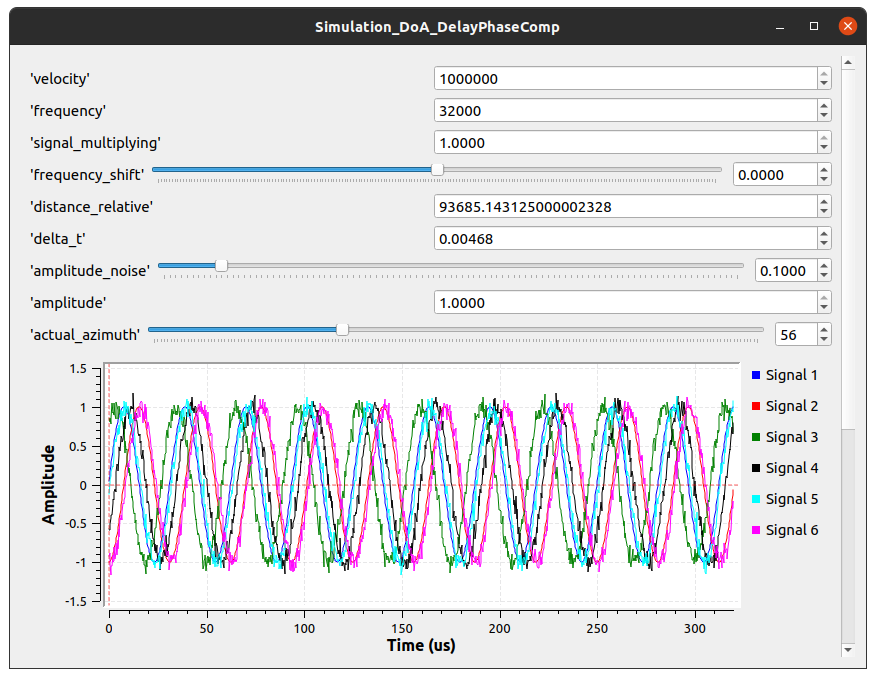 Simulation_DoA_DelayPhaseComp
'velocity' 1000000
'frequency' 32000
'signal_multiplying' 1.0000
'frequency_shift' 0.0000
'distance_relative' 93685.143125000002328
'delta_t' 0.00468
'amplitude_noise' 0.1000
'amplitude' 1.0000
'actual_azimuth' 56
1.5
1
0.5
0
-0.5
-1
-1.5
Amplitude
0 50 100 150 200 250 300
Time (us)
Signal 1
Signal 2
Signal 3
Signal 4
Signal 5
Signal 6